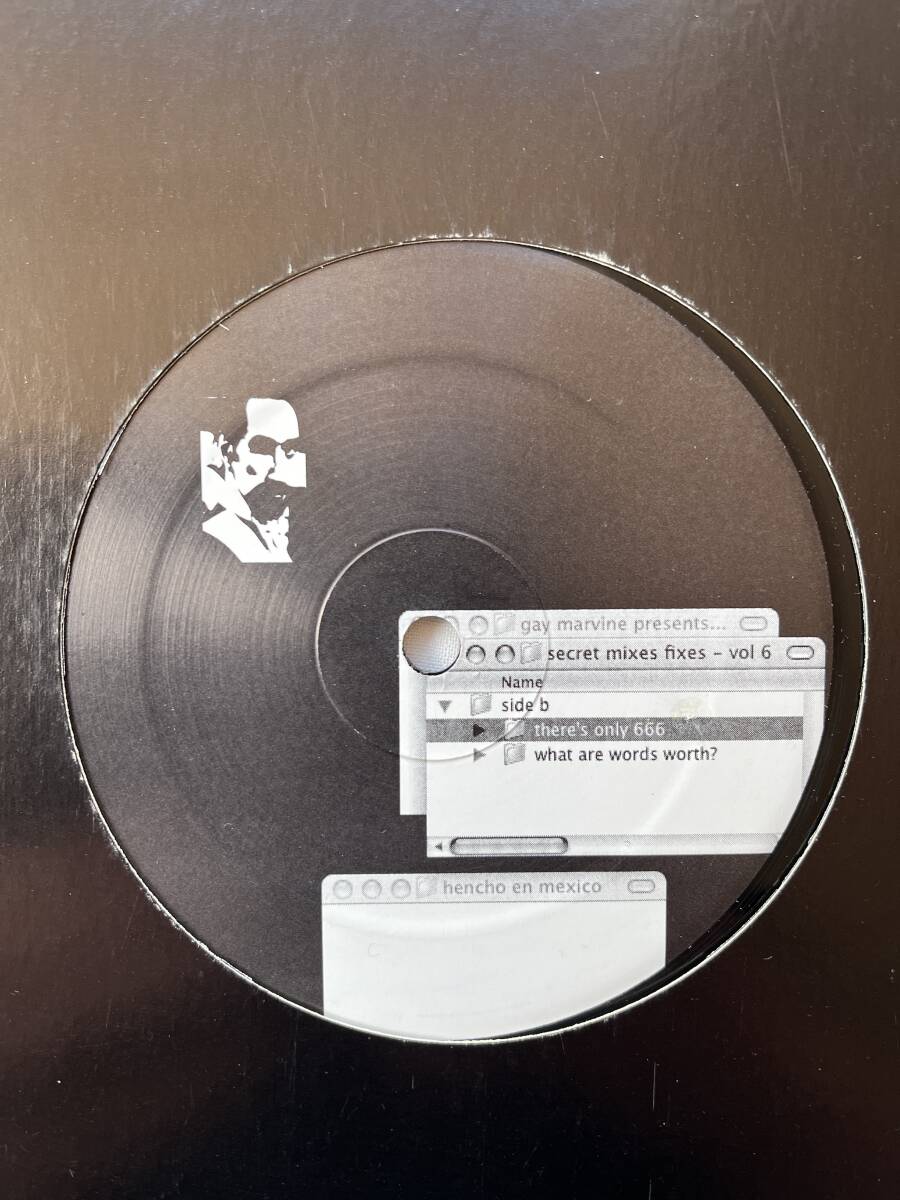 gay marvine presents...
secret mixes fixes – vol 6
Name
side b
there's only 666
what are words worth?
hencho en mexico